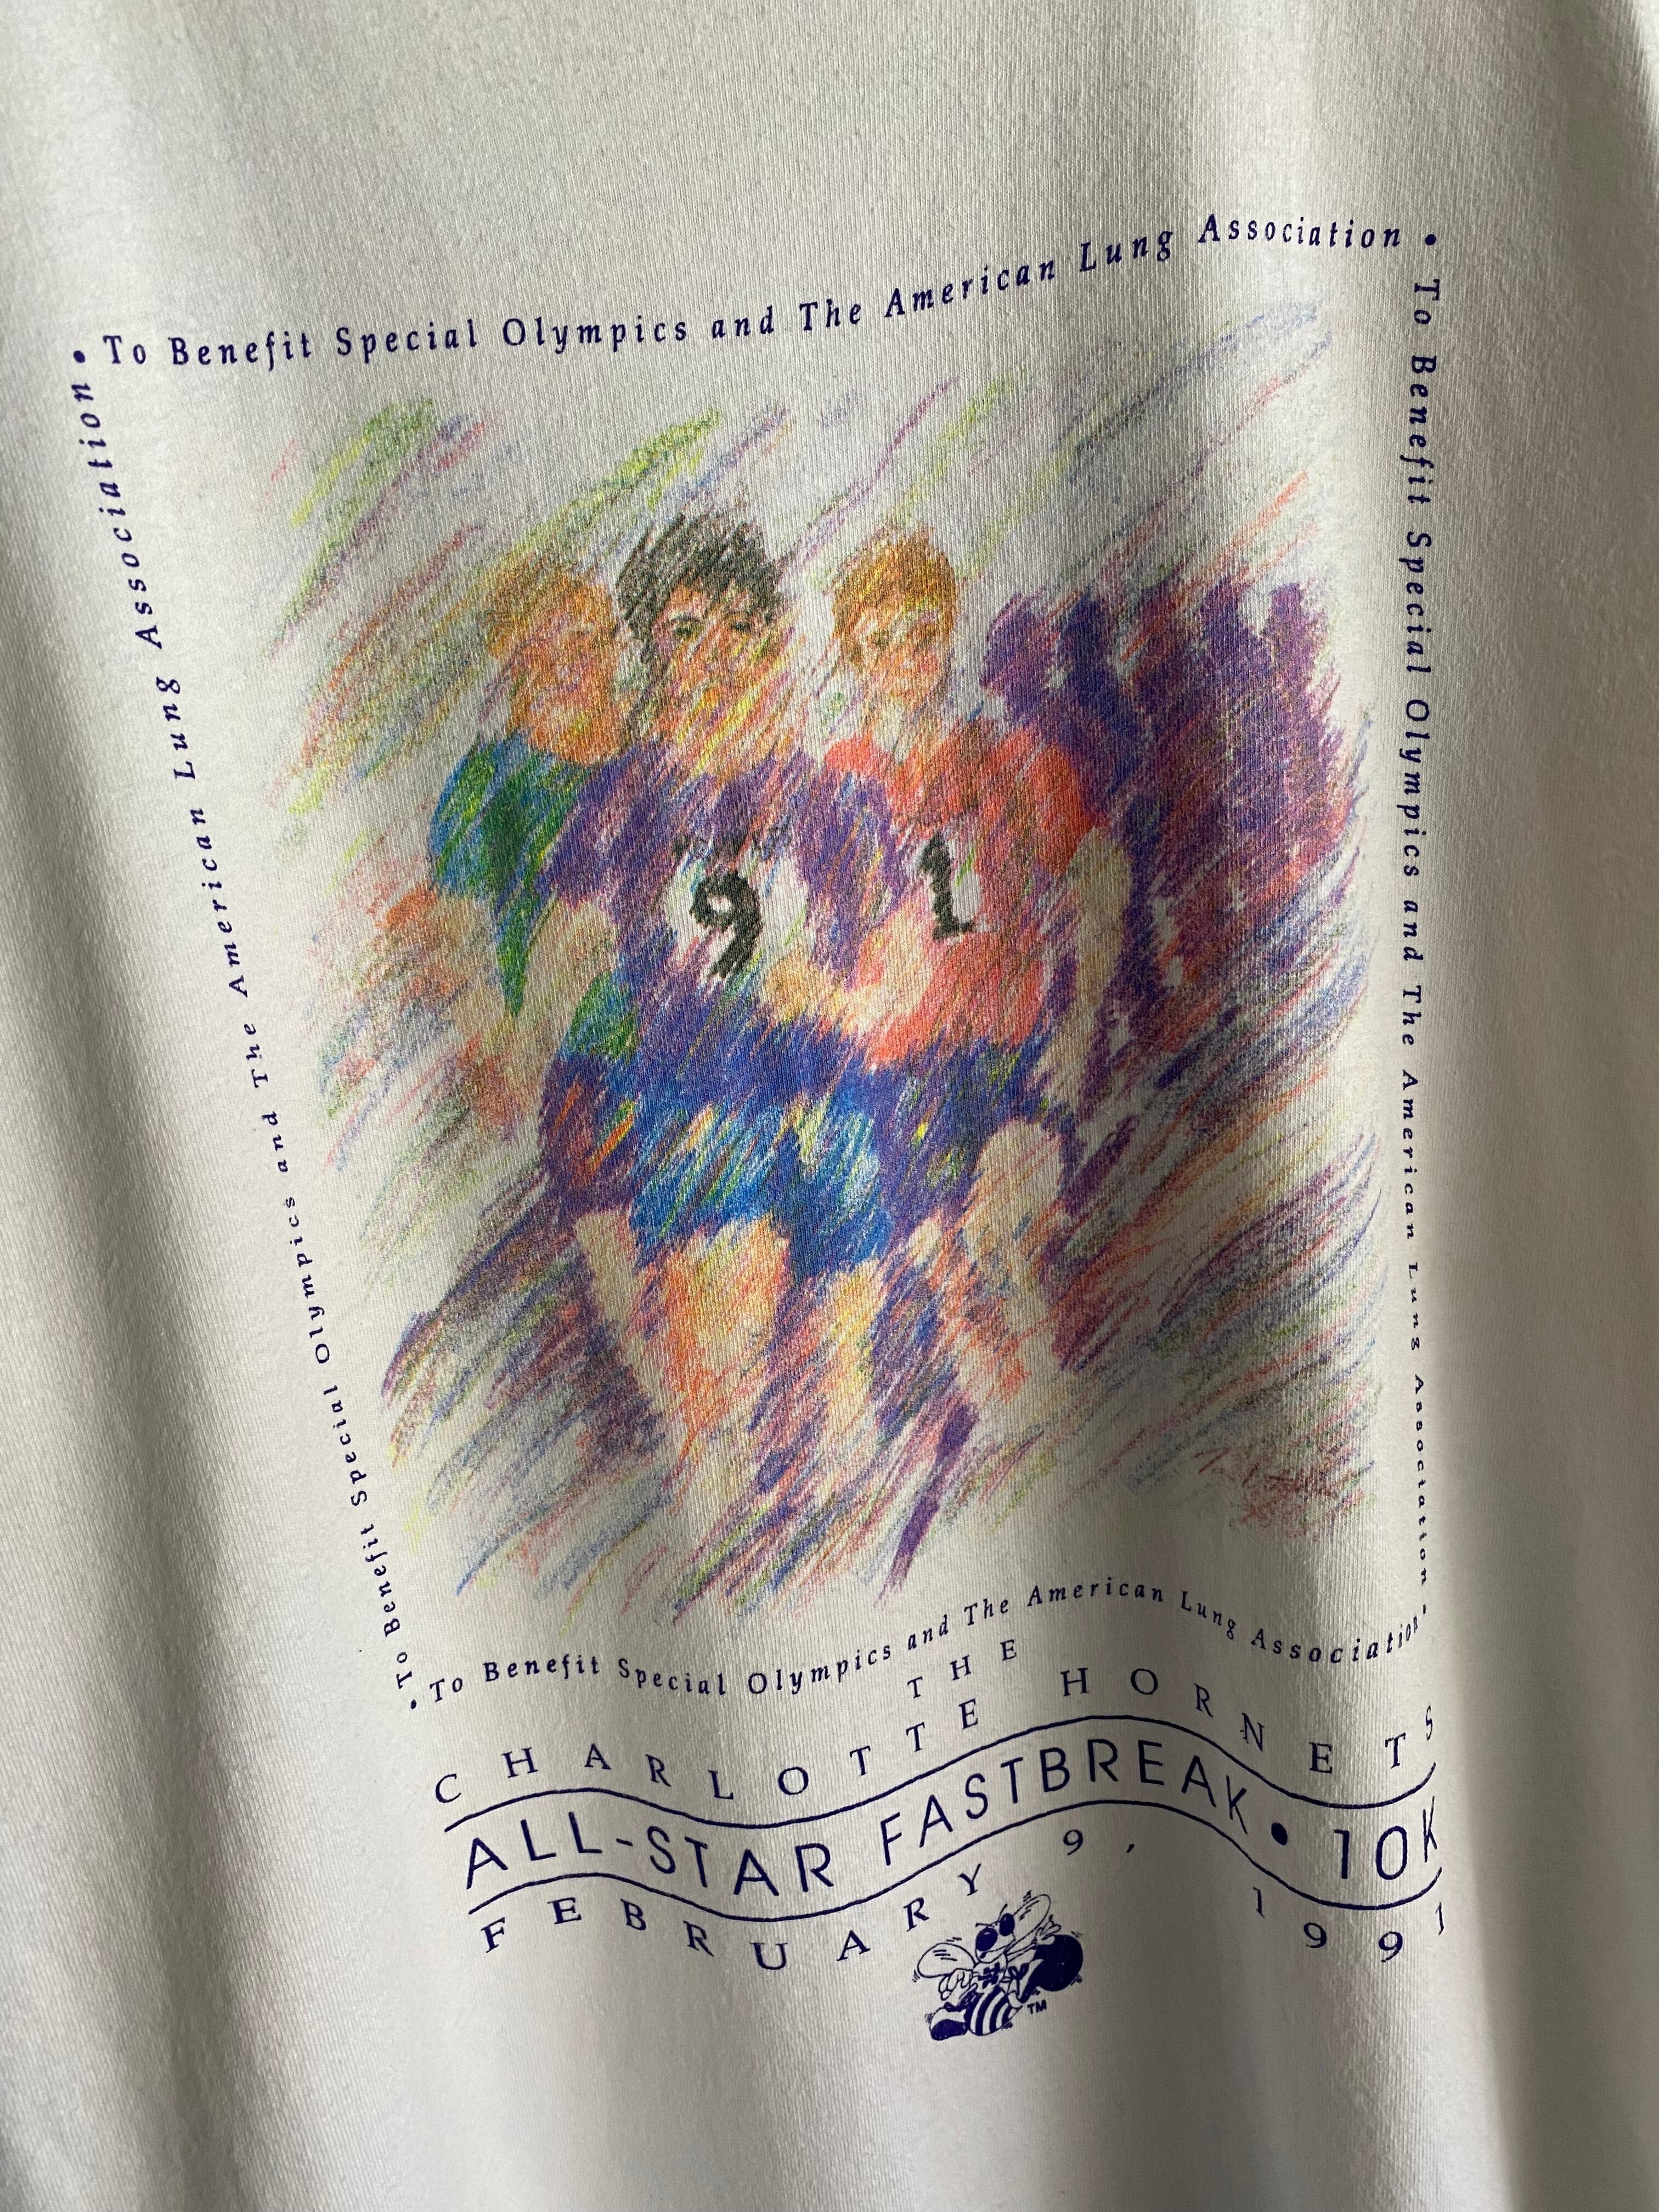 • To Benefit Special Olympics and The American Lung Association •
To Benefit Special Olympics and The American Lung Association •
To Benefit Special Olympics and The American Lung Association •
9 1
• To Benefit Special Olympics and The American Lung Association •
THE
CHARLOTTE HORNETS
ALL-STAR FASTBREAK • 10K
FEBRUARY 9, 1991
TM